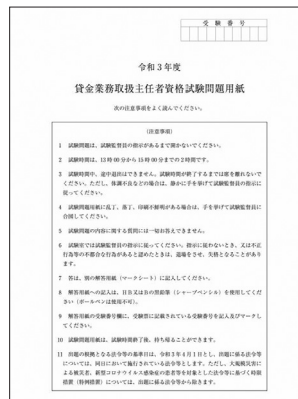 受験番号
令和3年度
貸金業務取扱主任者資格試験問題用紙
次の注意事項をよく読んでください。
(注意事項)
1 試験問題は、試験監督員の指示があるまで開かないでください。
2 試験時間は、13時00分から15時00分までの2時間です。
3 試験時間中、途中退出はできません。試験時間が終了するまでは席を離れないで
ください。ただし、体調不良などの場合は、静かに手を挙げて試験監督員の指示に
従ってください。
4 試験問題用紙に乱丁、落丁、印刷不鮮明がある場合は、手を挙げて試験監督員に
合図してください。
5 試験問題の内容に関する質問には一切お答えできません。
6 試験室では試験監督員の指示に従ってください。指示に従わないとき、又は不正
行為等の不都合な行為があると認めたときは、退場をさせ、失格となることがありま
す。
7 答は、別の解答用紙(マークシート)に記入してください。
8 解答用紙への記入は、HB又はBの黒鉛筆(シャープペンシル)を使用してくだ
さい(ボールペンは使用不可)。
9 解答用紙の受験番号欄に、受験票に記載されている受験番号を記入及びマークし
てください。
10 試験問題用紙は、試験時間終了後、持ち帰ることができます。
11 出題の根拠となる法令等の基準日は、令和3年4月1日とし、出題に係る法令等
については、同日において施行されている法令等とします。ただし、大規模災害に
よる被災者、新型コロナウイルス感染症の患者等を対象とした法令等に基づく時限
措置(特例措置)については、出題に係る法令等から除きます。